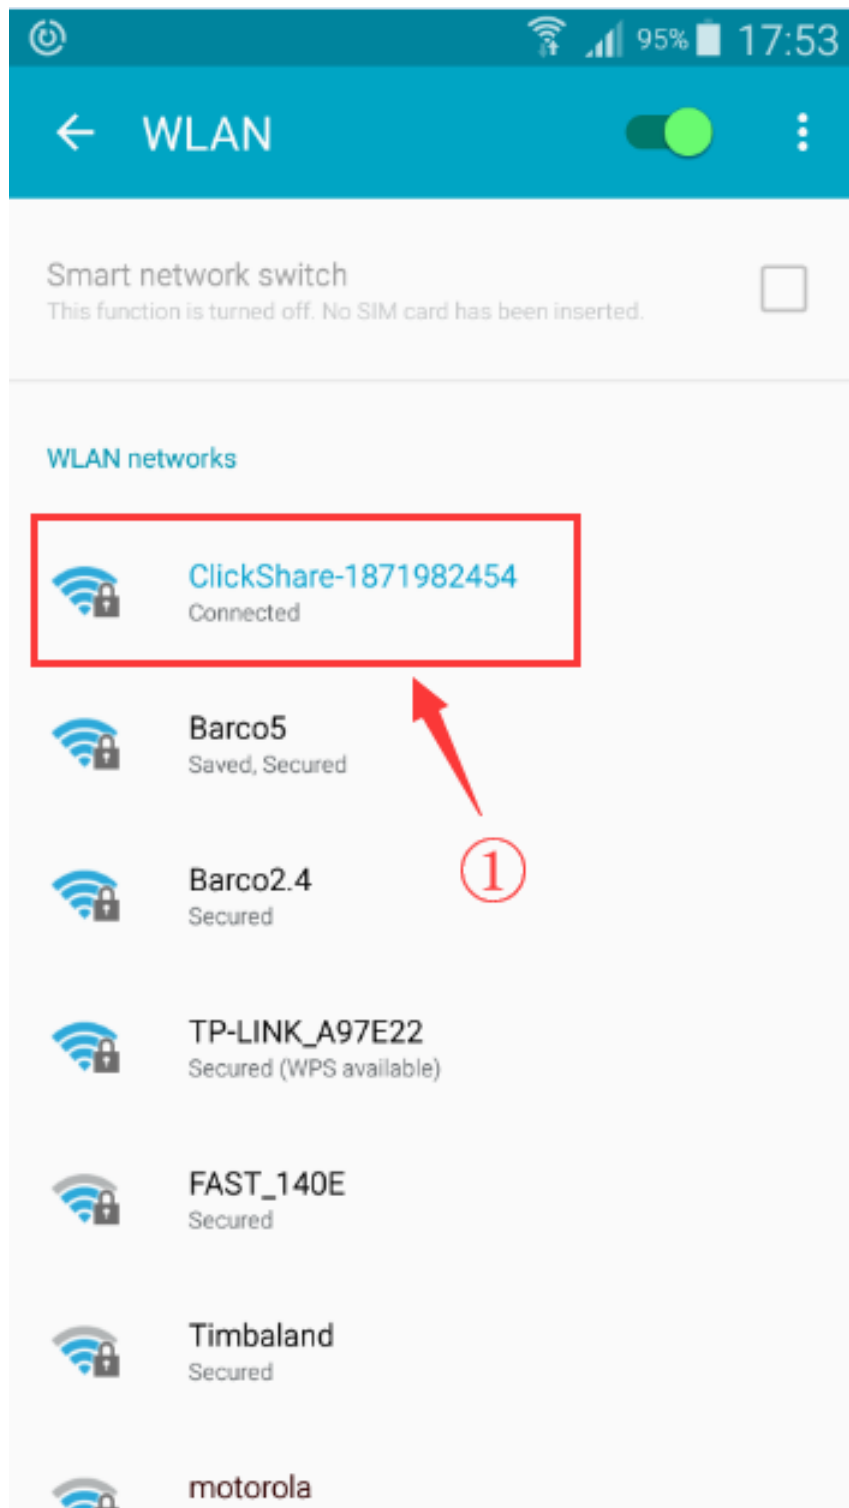 95% 17:53
WLAN
Smart network switch
This function is turned off. No SIM card has been inserted.
WLAN networks
ClickShare-1871982454
Connected
Barco5
Saved, Secured
①
Barco2.4
Secured
TP-LINK_A97E22
Secured (WPS available)
FAST_140E
Secured
Timbaland
Secured
motorola